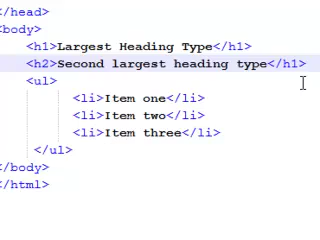 </head>
<body>
<h1>Largest Heading Type</h1>
<h2>Second largest heading type</h1>
<ul>
<li>Item one</li>
<li>Item two</li>
<li>Item three</li>
</ul>
</body>
</html>